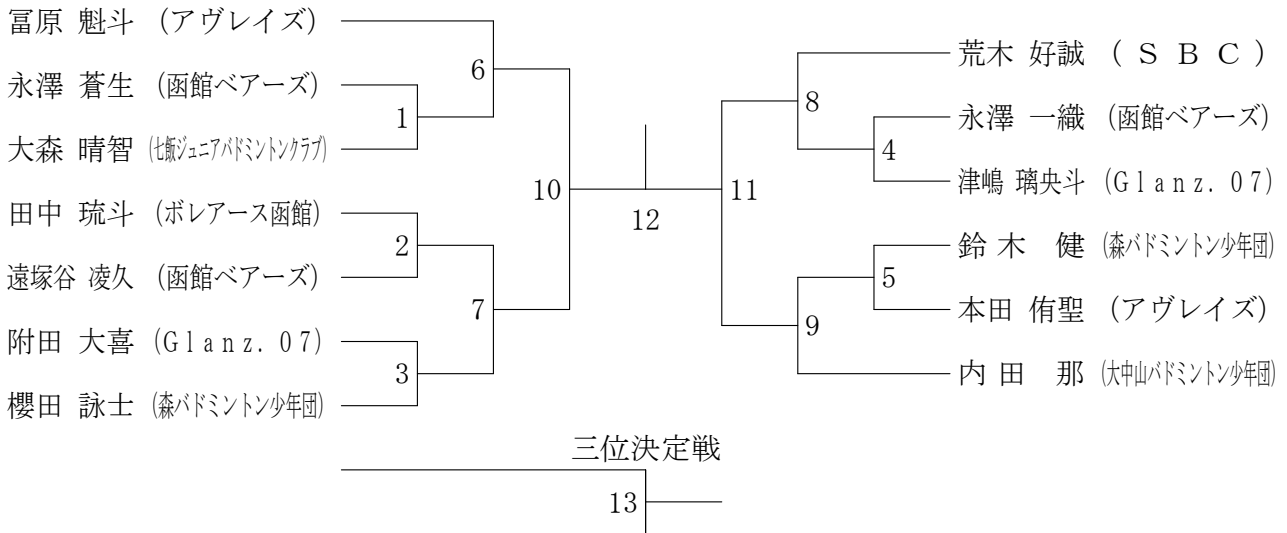 冨原 魁斗 (アヴレイズ)
永澤 蒼生 (函館ベアーズ)
大森 晴智 (七飯ジュニアバドミントンクラブ)
田中 琉斗 (ボレアース函館)
遠塚谷 凌久 (函館ベアーズ)
附田 大喜 (Glanz.07)
櫻田 詠士 (森バドミントン少年団)
6
1
2
7
3
10
12
11
8
4
5
9
荒木 好誠 (ＳＢＣ)
永澤 一織 (函館ベアーズ)
津嶋 璃央斗 (Glanz.07)
鈴木 健 (森バドミントン少年団)
本田 侑聖 (アヴレイズ)
内田 那 (大中山バドミントン少年団)
三位決定戦
13